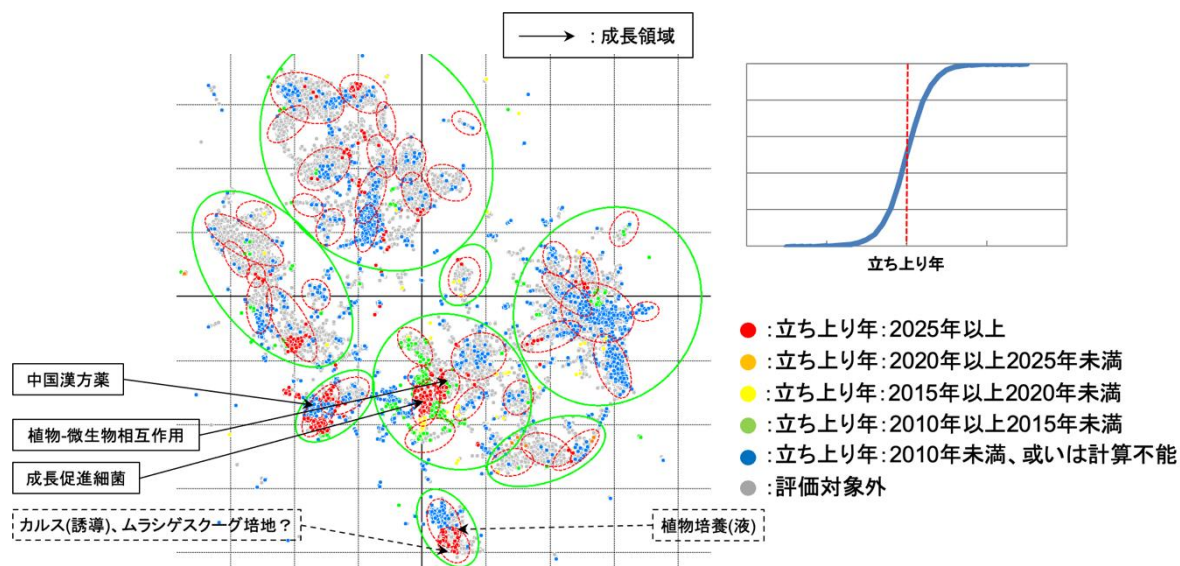 : 成長領域
立ち上り年
中国漢方薬
植物-微生物相互作用
成長促進細菌
カルス(誘導)、ムラシゲスクーグ培地?
植物培養(液)
:立ち上り年:2025年以上
:立ち上り年:2020年以上2025年未満
:立ち上り年:2015年以上2020年未満
:立ち上り年:2010年以上2015年未満
:立ち上り年:2010年未満、或いは計算不能
:評価対象外